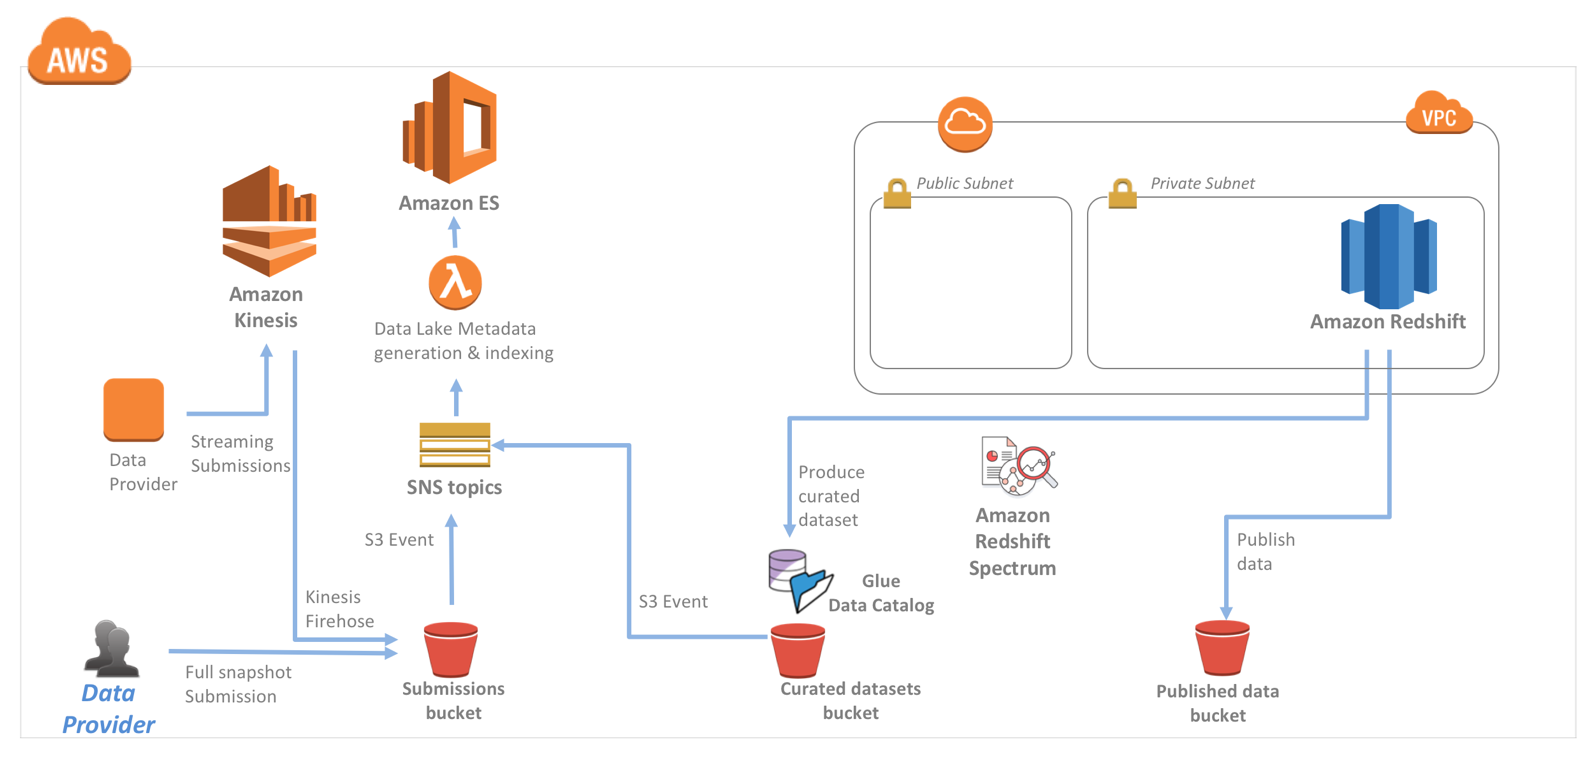 AWS
VPC
Public Subnet
Private Subnet
Amazon ES
Amazon
Kinesis
Data Lake Metadata
generation & indexing
Amazon Redshift
Data
Provider
Streaming
Submissions
SNS topics
S3 Event
Produce
curated
dataset
Amazon
Redshift
Spectrum
Publish
data
Glue
Data Catalog
Kinesis
Firehose
S3 Event
Data
Provider
Full snapshot
Submission
Submissions
bucket
Curated datasets
bucket
Published data
bucket